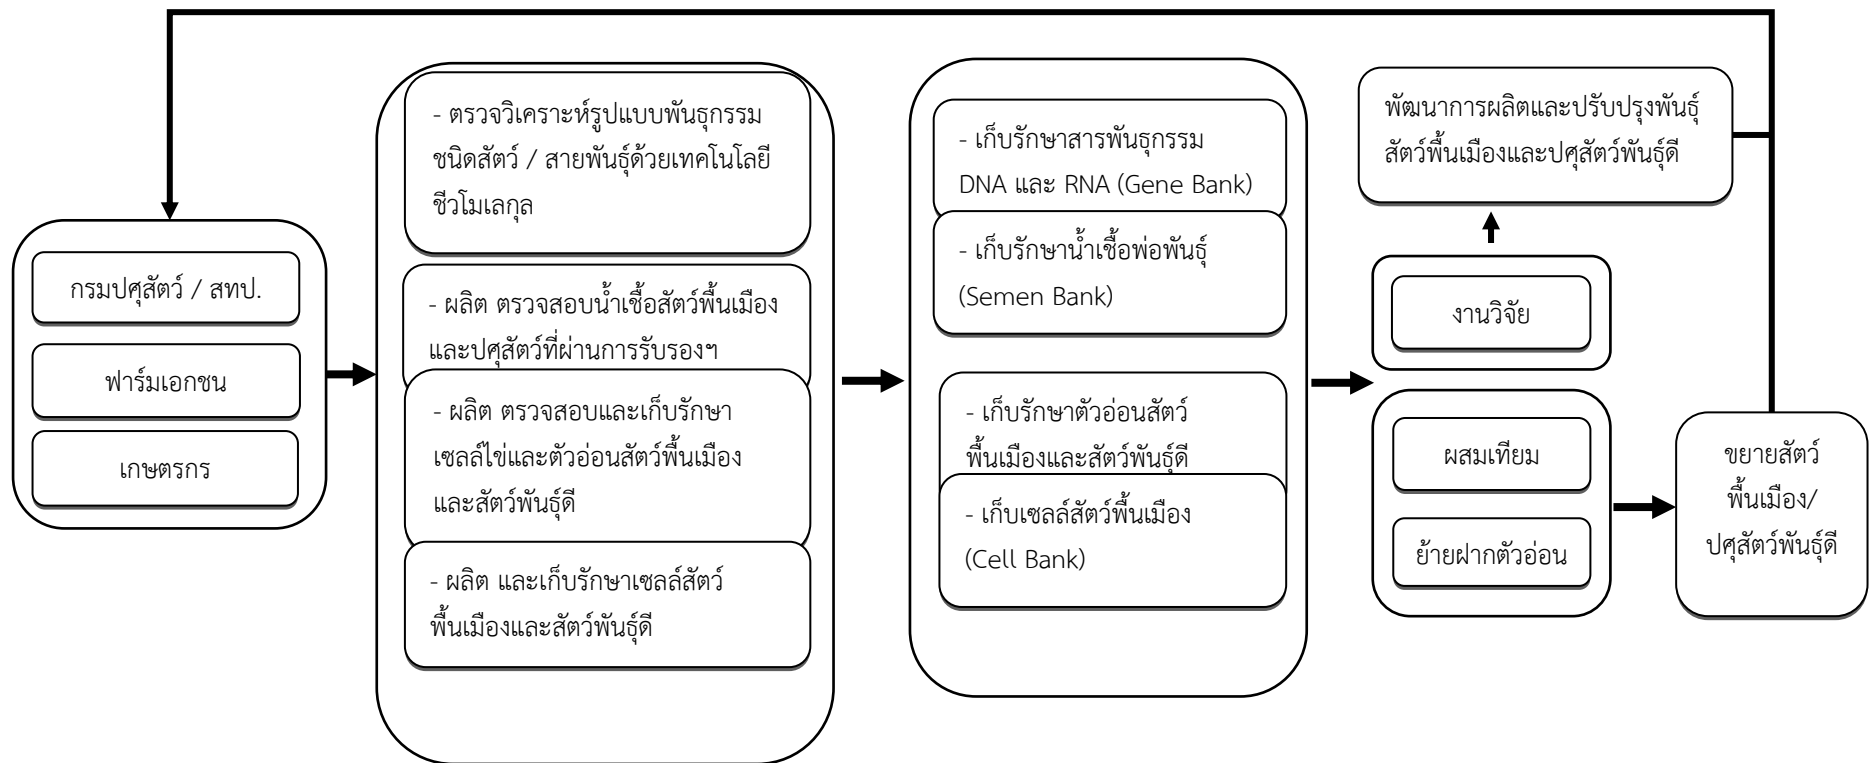 กรมปศุสัตว์ / สทป.
ฟาร์มเอกชน
เกษตรกร
- ตรวจวิเคราะห์รูปแบบพันธุกรรม
ชนิดสัตว์ / สายพันธุ์ด้วยเทคโนโลยี
ชีวโมเลกุล
- ผลิต ตรวจสอบน้ำเชื้อสัตว์พื้นเมือง
และปศุสัตว์ที่ผ่านการรับรองฯ
- ผลิต ตรวจสอบและเก็บรักษา
เซลล์ไข่และตัวอ่อนสัตว์พื้นเมือง
และสัตว์พันธุ์ดี
- ผลิต และเก็บรักษาเซลล์สัตว์
พื้นเมืองและสัตว์พันธุ์ดี
- เก็บรักษาสารพันธุกรรม
DNA และ RNA (Gene Bank)
- เก็บรักษาน้ำเชื้อพ่อพันธุ์
(Semen Bank)
- เก็บรักษาตัวอ่อนสัตว์
พื้นเมืองและสัตว์พันธุ์ดี
- เก็บเซลล์สัตว์พื้นเมือง
(Cell Bank)
พัฒนาการผลิตและปรับปรุงพันธุ์
สัตว์พื้นเมืองและปศุสัตว์พันธุ์ดี
งานวิจัย
ผสมเทียม
ย้ายฝากตัวอ่อน
ขยายสัตว์
พื้นเมือง/
ปศุสัตว์พันธุ์ดี